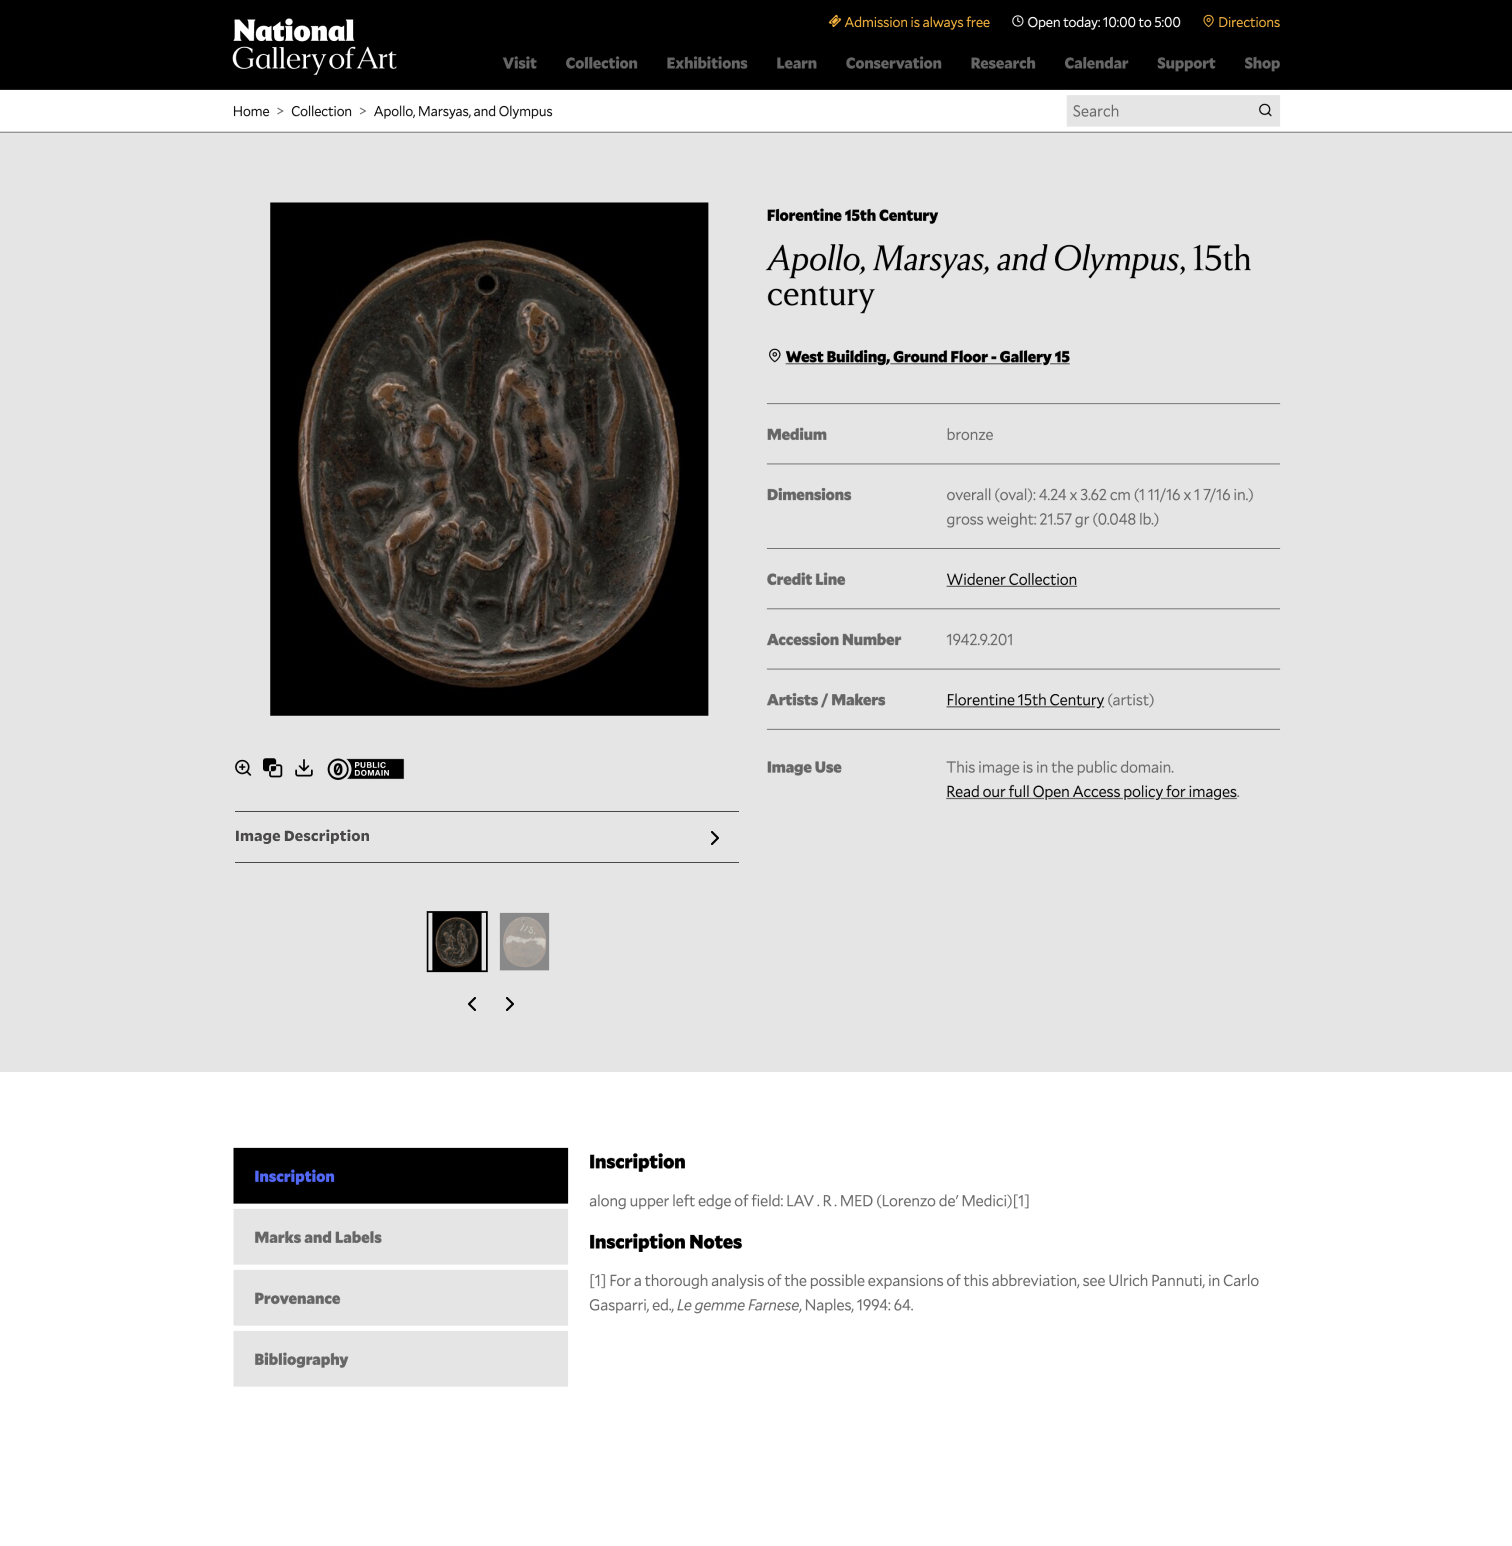 National
Gallery of Art
Admission is always free
Open today: 10:00 to 5:00
Directions
Visit
Collection
Exhibitions
Learn
Conservation
Research
Calendar
Support
Shop
Home > Collection > Apollo, Marsyas, and Olympus
Search
Florentine 15th Century
Apollo, Marsyas, and Olympus, 15th
century
West Building, Ground Floor - Gallery 15
Medium
bronze
Dimensions
overall (oval): 4.24 x 3.62 cm (1 11/16 x 1 7/16 in.)
gross weight: 21.57 gr (0.048 lb.)
Credit Line
Widener Collection
Accession Number
1942.9.201
Artists / Makers
Florentine 15th Century (artist)
Image Use
This image is in the public domain.
Read our full Open Access policy for images.
PUBLIC
DOMAIN
Image Description
Inscription
Marks and Labels
Provenance
Bibliography
Inscription
along upper left edge of field: LAV . R . MED (Lorenzo de' Medici)[1]
Inscription Notes
[1] For a thorough analysis of the possible expansions of this abbreviation, see Ulrich Pannuti, in Carlo
Gasparri, ed., Le gemme Farnese, Naples, 1994: 64.